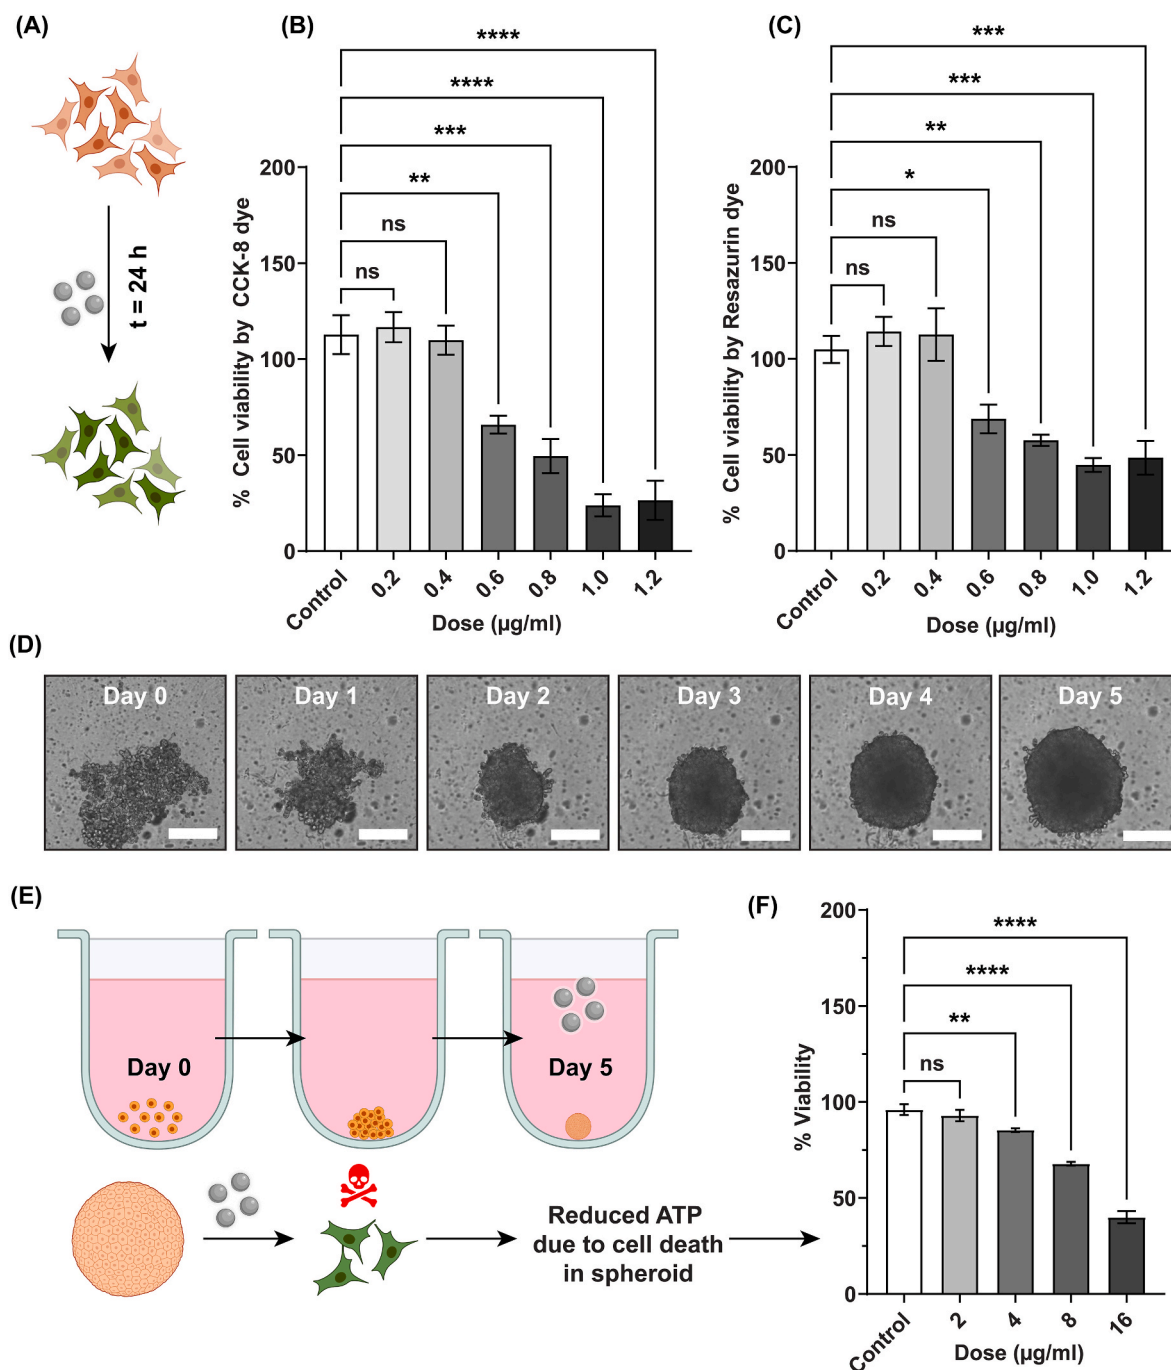 (A)
t = 24 h
(B)
****
****
***
**
ns
ns
% Cell viability by CCK-8 dye
200
150
100
50
0
Control
0.2
0.4
0.6
0.8
1.0
1.2
Dose (µg/ml)
(C)
***
***
**
*
ns
ns
% Cell viability by Resazurin dye
200
150
100
50
0
Control
0.2
0.4
0.6
0.8
1.0
1.2
Dose (µg/ml)
(D)
Day 0
Day 1
Day 2
Day 3
Day 4
Day 5
(E)
Day 0
Day 5
Reduced ATP
due to cell death
in spheroid
(F)
****
****
**
ns
% Viability
200
150
100
50
0
Control
2
4
8
16
Dose (µg/ml)